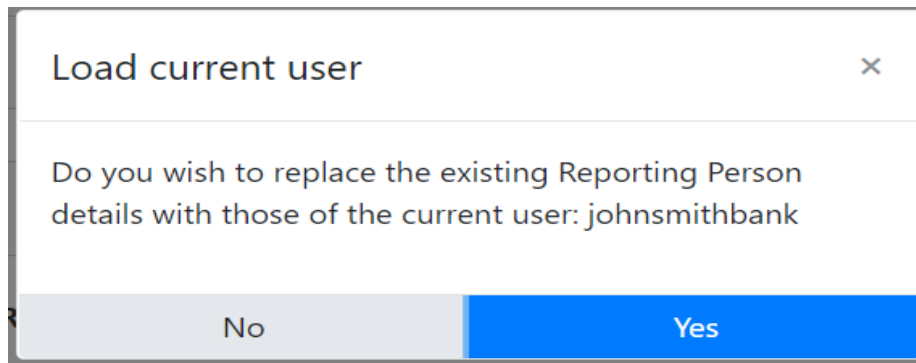 Load current user
×
Do you wish to replace the existing Reporting Person
details with those of the current user: johnsmithbank
No
Yes